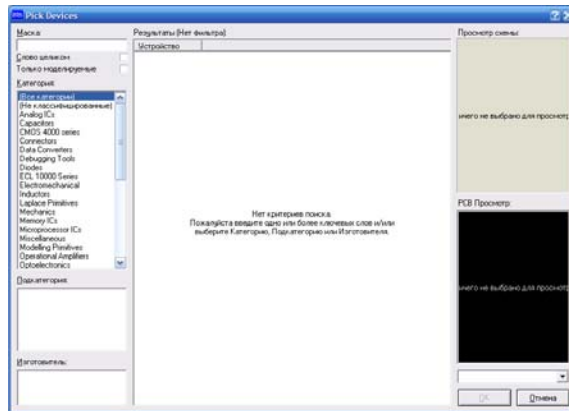 Pick Devices
Маска:
Слово целиком
Только моделируемые
Категория:
(Все категории)
(Не классифицированные)
Analog ICs
Capacitors
CMOS 4000 series
Connectors
Data Converters
Debugging Tools
Diodes
ECL 10000 Series
Electromechanical
Inductors
Laplace Primitives
Mechanics
Memory ICs
Microprocessor ICs
Miscellaneous
Modelling Primitives
Operational Amplifiers
Optoelectronics
Подкатегория:
Изготовитель:
Результаты (Нет фильтра):
Устройство
Нет критериев поиска.
Пожалуйста введите одно или более ключевых слов и/или
выберите Категорию, Подкатегорию или Изготовителя.
Просмотр схемы:
ичего не выбрано для просмотр
PCB Просмотр:
ичего не выбрано для просмотр
OK
Отмена